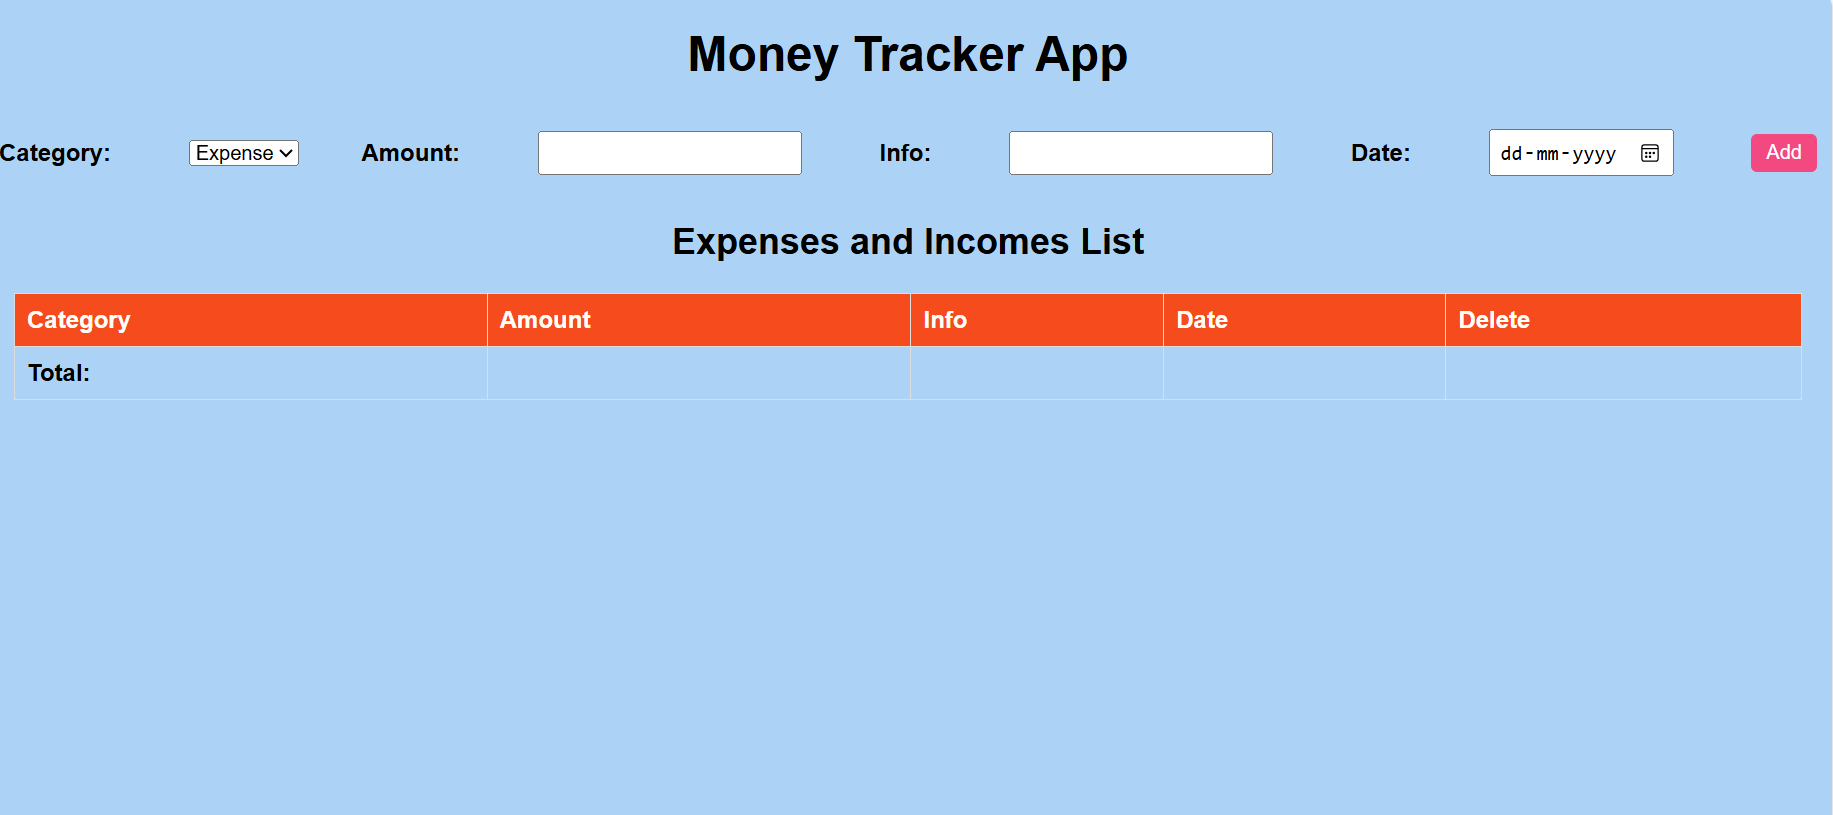 Money Tracker App
Category: Expense Amount: Info: Date: dd-mm-yyyy Add
Expenses and Incomes List
Category Amount Info Date Delete
Total: